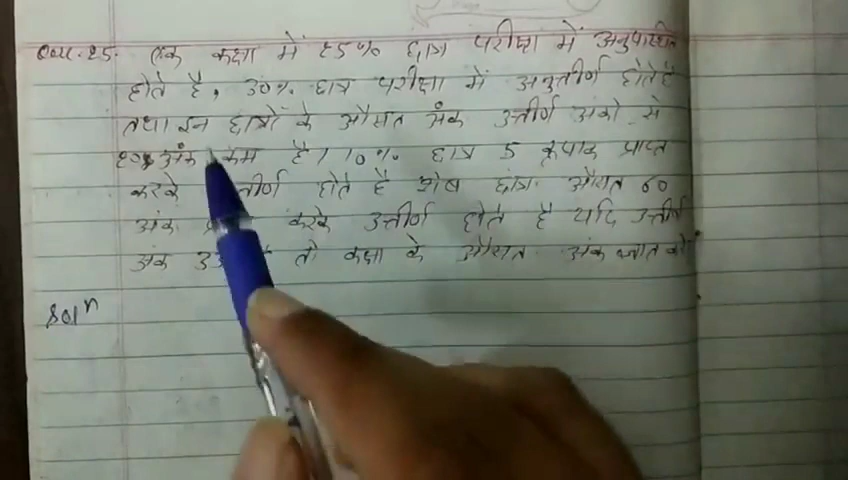 Que.25. एक कक्षा में 25% छात्र परीक्षा में अनुपस्थित
होते है, 30% छात्र परीक्षा में अनुत्तीर्ण होते है
तथा इन छात्रों के औसत अंक उत्तीर्ण अंको से
20 अंक कम है। 10% छात्र 5 कृपांक प्राप्त
करके होते है शेष छात्र औसत 60
अंक करके उत्तीर्ण होते है यदि उत्तीर्ण
अंक तो कक्षा के औसत अंक ज्ञात करो
Solⁿ